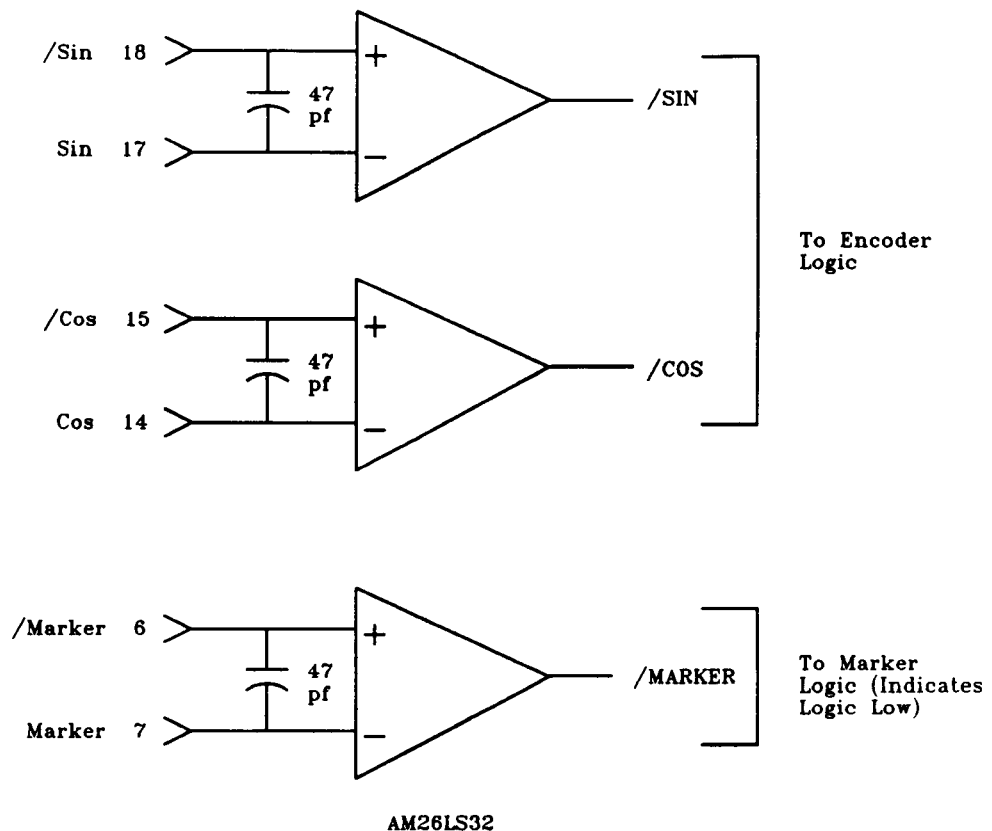 /Sin 18
+
47
pf
/SIN
Sin 17
−
To Encoder
Logic
/Cos 15
+
47
pf
/COS
Cos 14
−
/Marker 6
+
47
pf
/MARKER
To Marker
Logic (Indicates
Logic Low)
Marker 7
−
AM26LS32